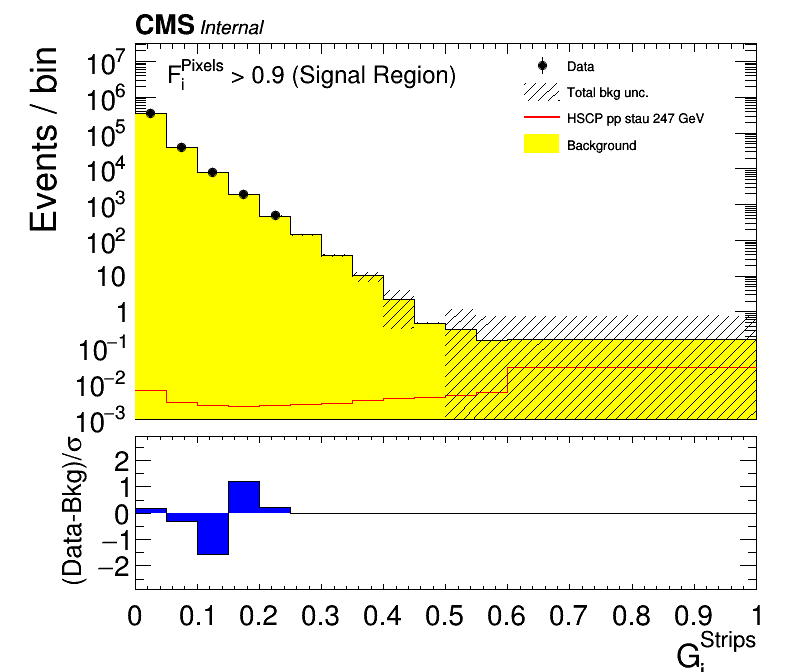 CMS Internal
F_i^Pixels > 0.9 (Signal Region)
Data
Total bkg unc.
HSCP pp stau 247 GeV
Background
Events / bin
10^7
10^6
10^5
10^4
10^3
10^2
10
1
10^−1
10^−2
10^−3
(Data-Bkg)/σ
2
1
0
−1
−2
0 0.1 0.2 0.3 0.4 0.5 0.6 0.7 0.8 0.9 1
G_i^Strips